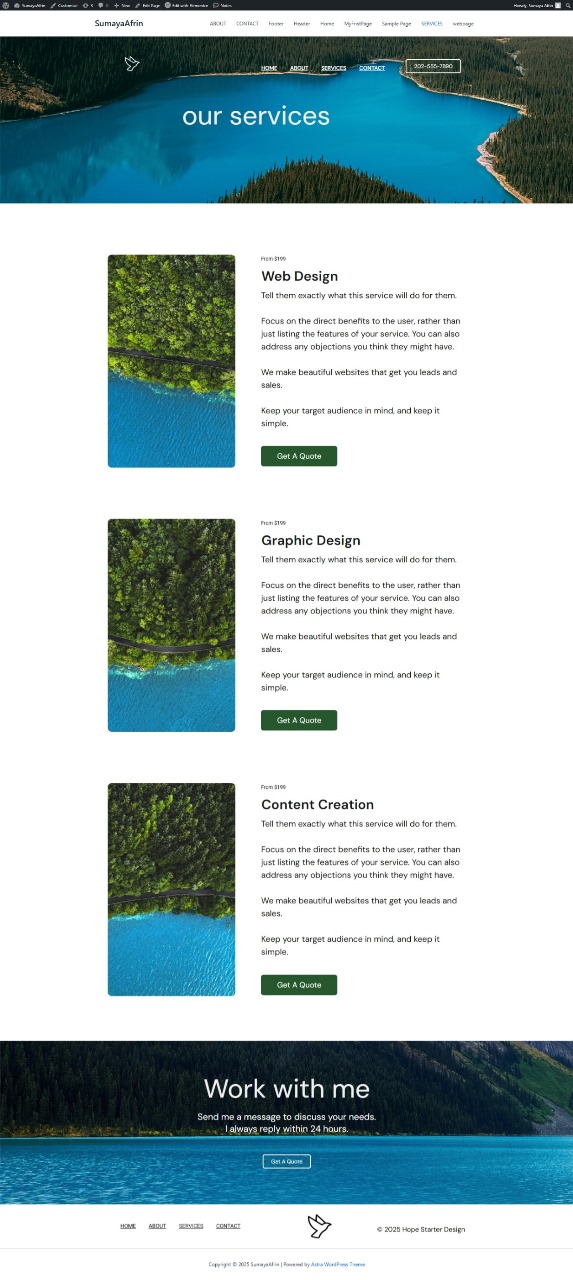 SumayaAfrin Customize 5 0 New Edit Page Edit with Elementor Notes Howdy, Sumaya Afrin
SumayaAfrin ABOUT CONTACT Footer Header Home MyFirstPage Sample Page SERVICES webpage
HOME ABOUT SERVICES CONTACT 202-555-7890
our services
From $199
Web Design
Tell them exactly what this service will do for them.
Focus on the direct benefits to the user, rather than
just listing the features of your service. You can also
address any objections you think they might have.
We make beautiful websites that get you leads and
sales.
Keep your target audience in mind, and keep it
simple.
Get A Quote
From $199
Graphic Design
Tell them exactly what this service will do for them.
Focus on the direct benefits to the user, rather than
just listing the features of your service. You can also
address any objections you think they might have.
We make beautiful websites that get you leads and
sales.
Keep your target audience in mind, and keep it
simple.
Get A Quote
From $199
Content Creation
Tell them exactly what this service will do for them.
Focus on the direct benefits to the user, rather than
just listing the features of your service. You can also
address any objections you think they might have.
We make beautiful websites that get you leads and
sales.
Keep your target audience in mind, and keep it
simple.
Get A Quote
Work with me
Send me a message to discuss your needs.
I always reply within 24 hours.
Get A Quote
HOME ABOUT SERVICES CONTACT © 2025 Hope Starter Design
Copyright © 2025 SumayaAfrin | Powered by Astra WordPress Theme